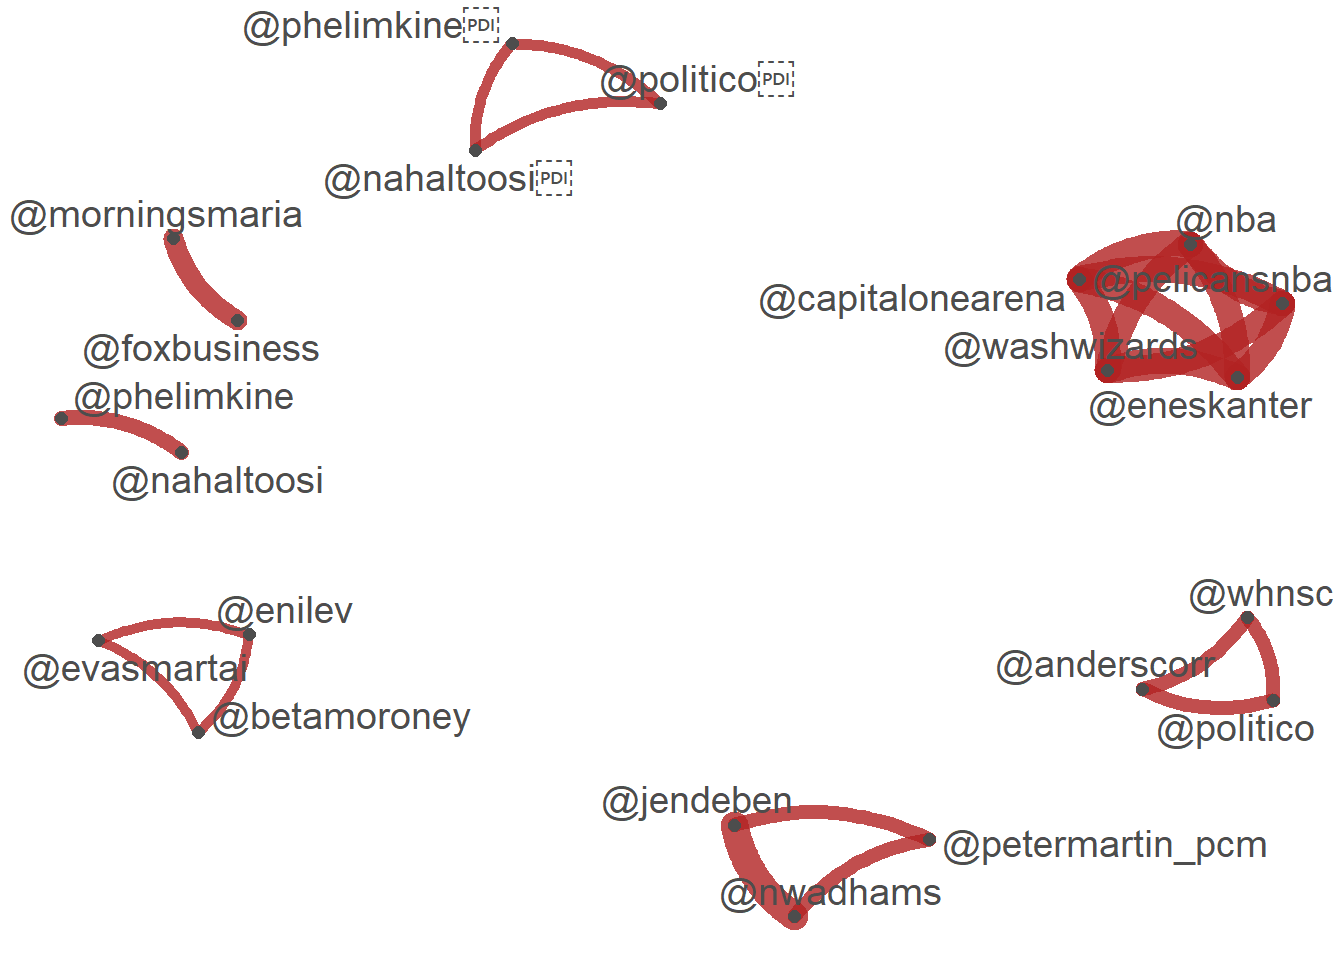 @phelimkine PDI
@politico PDI
@nahaltoosi PDI
@morningsmaria
@nba
@pelicansnba
@capitalonearena
@washwizards
@foxbusiness
@phelimkine
@eneskanter
@nahaltoosi
@whnsc
@enilev
@anderscorr
@evasmartai
@betamoroney
@politico
@jendeben
@petermartin_pcm
@nwadhams